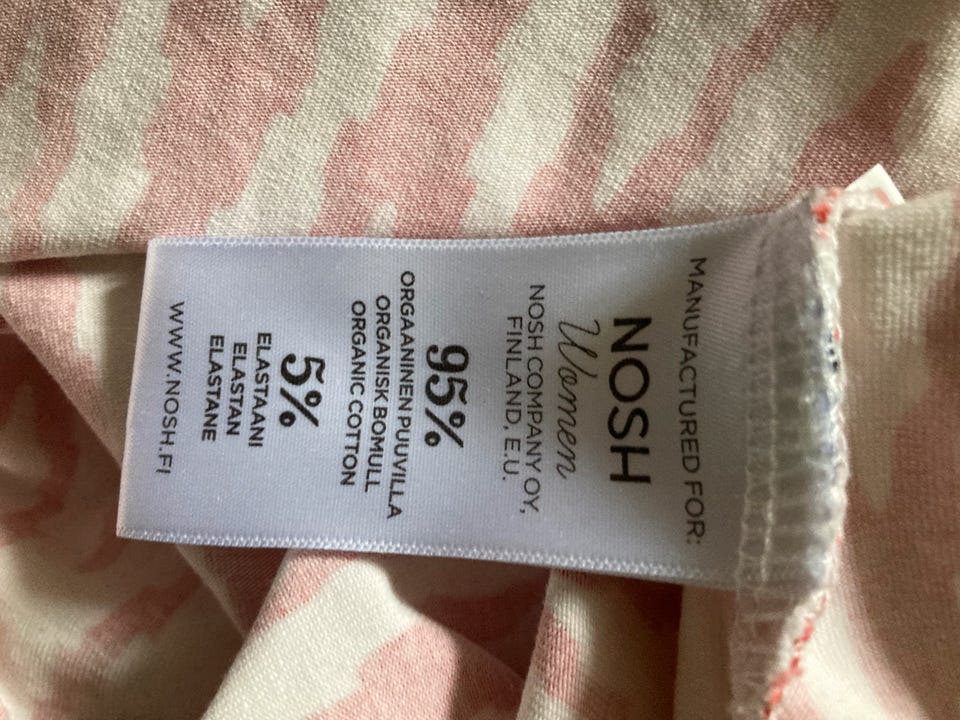 MANUFACTURED FOR:
NOSH
Women
NOSH COMPANY OY,
FINLAND, E.U.
95%
ORGAANINEN PUUVILLA
ORGANISK BOMULL
ORGANIC COTTON
5%
ELASTAANI
ELASTAN
ELASTANE
WWW.NOSH.FI